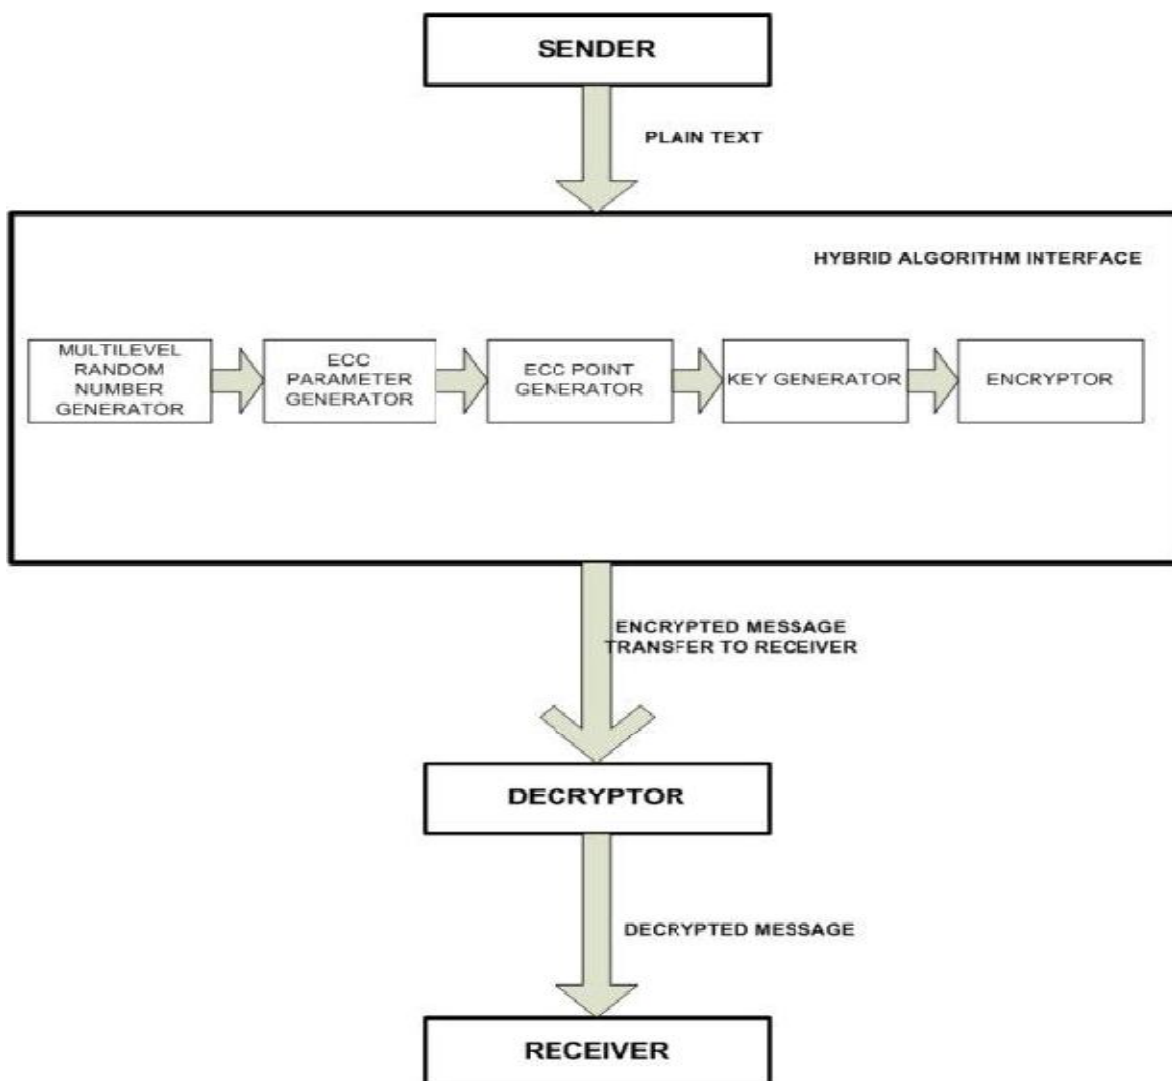 SENDER
PLAIN TEXT
HYBRID ALGORITHM INTERFACE
MULTILEVEL
RANDOM
NUMBER
GENERATOR
ECC
PARAMETER
GENERATOR
ECC POINT
GENERATOR
KEY GENERATOR
ENCRYPTOR
ENCRYPTED MESSAGE
TRANSFER TO RECEIVER
DECRYPTOR
DECRYPTED MESSAGE
RECEIVER